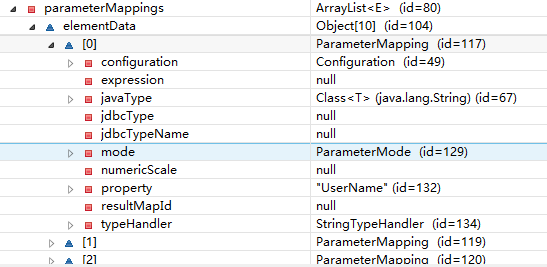 parameterMappings ArrayList<E> (id=80)
elementData Object[10] (id=104)
[0] ParameterMapping (id=117)
configuration Configuration (id=49)
expression null
javaType Class<T> (java.lang.String) (id=67)
jdbcType null
jdbcTypeName null
mode ParameterMode (id=129)
numericScale null
property "UserName" (id=132)
resultMapId null
typeHandler StringTypeHandler (id=134)
[1] ParameterMapping (id=119)
[2] ParameterMapping (id=120)